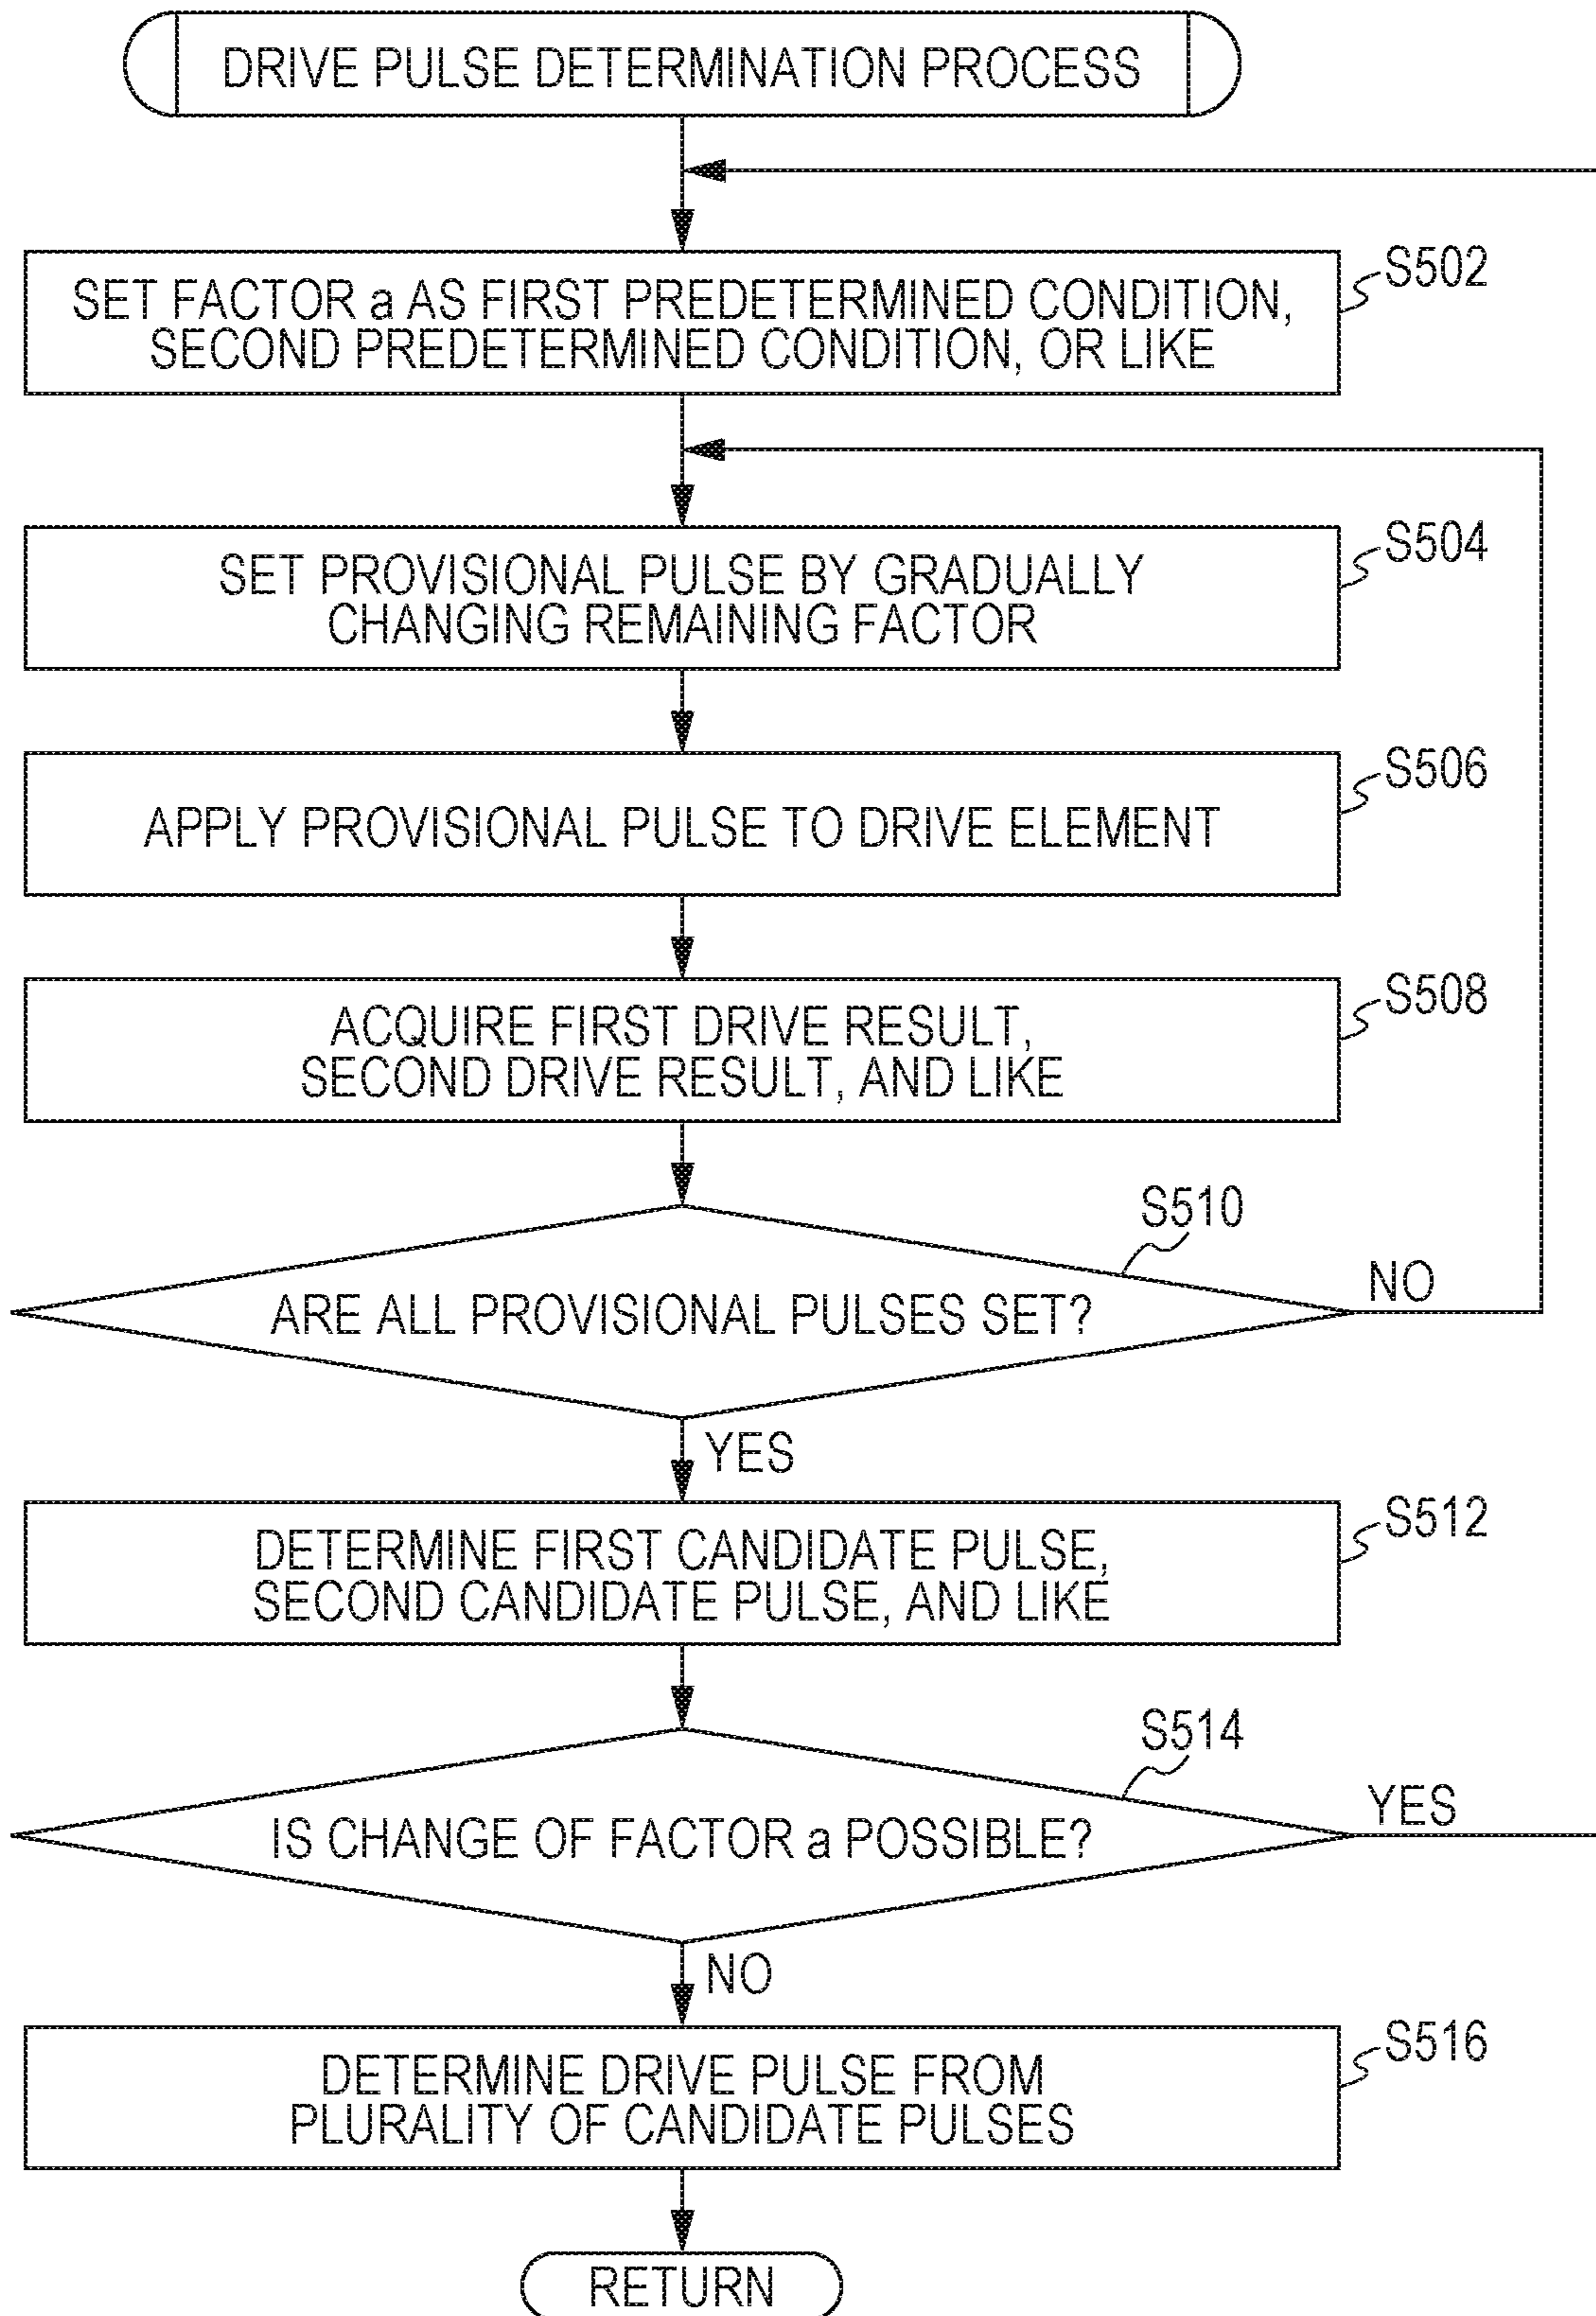 DRIVE PULSE DETERMINATION PROCESS
S502
SET FACTOR a AS FIRST PREDETERMINED CONDITION,
SECOND PREDETERMINED CONDITION, OR LIKE
S504
SET PROVISIONAL PULSE BY GRADUALLY
CHANGING REMAINING FACTOR
S506
APPLY PROVISIONAL PULSE TO DRIVE ELEMENT
S508
ACQUIRE FIRST DRIVE RESULT,
SECOND DRIVE RESULT, AND LIKE
S510
ARE ALL PROVISIONAL PULSES SET?
NO
YES
S512
DETERMINE FIRST CANDIDATE PULSE,
SECOND CANDIDATE PULSE, AND LIKE
S514
IS CHANGE OF FACTOR a POSSIBLE?
YES
NO
S516
DETERMINE DRIVE PULSE FROM
PLURALITY OF CANDIDATE PULSES
RETURN